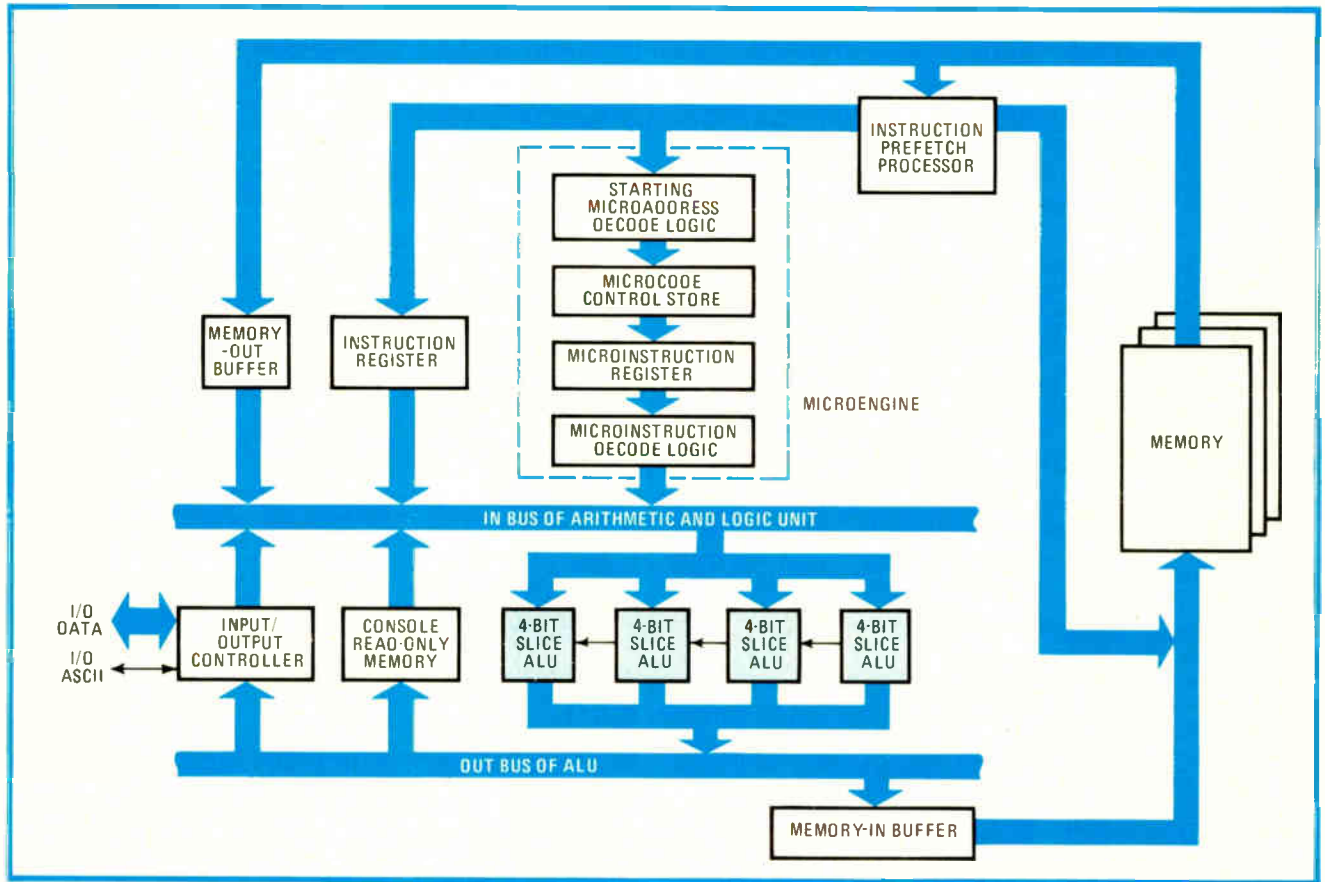 INSTRUCTION
PREFETCH
PROCESSOR
STARTING
MICROADDRESS
DECODE LOGIC
MICROCODE
CONTROL STORE
MEMORY
-OUT
BUFFER
INSTRUCTION
REGISTER
MICROINSTRUCTION
REGISTER
MICROENGINE
MICROINSTRUCTION
DECODE LOGIC
MEMORY
IN BUS OF ARITHMETIC AND LOGIC UNIT
I/O
DATA
I/O
ASCII
INPUT/
OUTPUT
CONTROLLER
CONSOLE
READ-ONLY
MEMORY
4-BIT
SLICE
ALU
4-BIT
SLICE
ALU
4-BIT
SLICE
ALU
4-BIT
SLICE
ALU
OUT BUS OF ALU
MEMORY-IN BUFFER